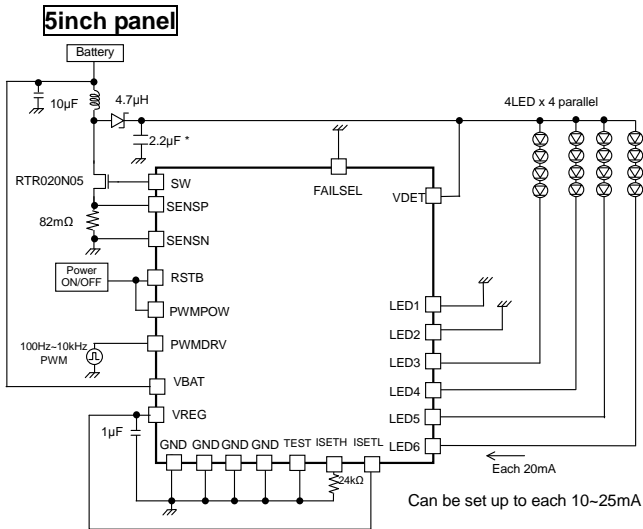 5inch panel
Battery
10μF
4.7μH
2.2μF *
4LED x 4 parallel
RTR020N05
SW
FAILSEL
SENSP
VDET
82mΩ
SENSN
Power
ON/OFF
RSTB
PWMPOW
LED1
LED2
100Hz~10kHz
PWM
PWMDRV
LED3
VBAT
LED4
VREG
LED5
1μF
GND GND GND GND TEST ISETH ISETL
LED6
24kΩ
Each 20mA
Can be set up to each 10~25mA